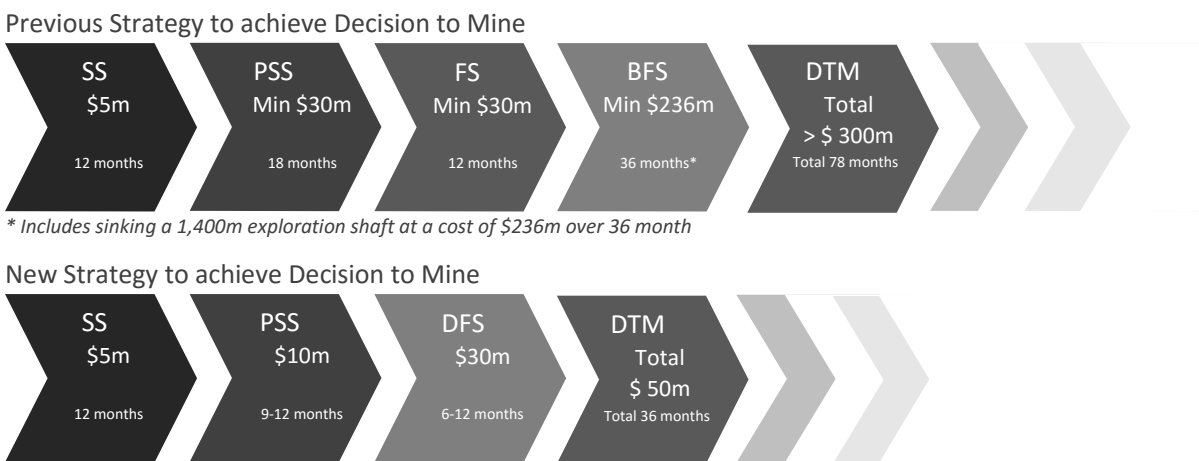 Previous Strategy to achieve Decision to Mine
SS
$5m
12 months
PSS
Min $30m
18 months
FS
Min $30m
12 months
BFS
Min $236m
36 months*
DTM
Total
> $ 300m
Total 78 months
* Includes sinking a 1,400m exploration shaft at a cost of $236m over 36 month
New Strategy to achieve Decision to Mine
SS
$5m
12 months
PSS
$10m
9-12 months
DFS
$30m
6-12 months
DTM
Total
$ 50m
Total 36 months